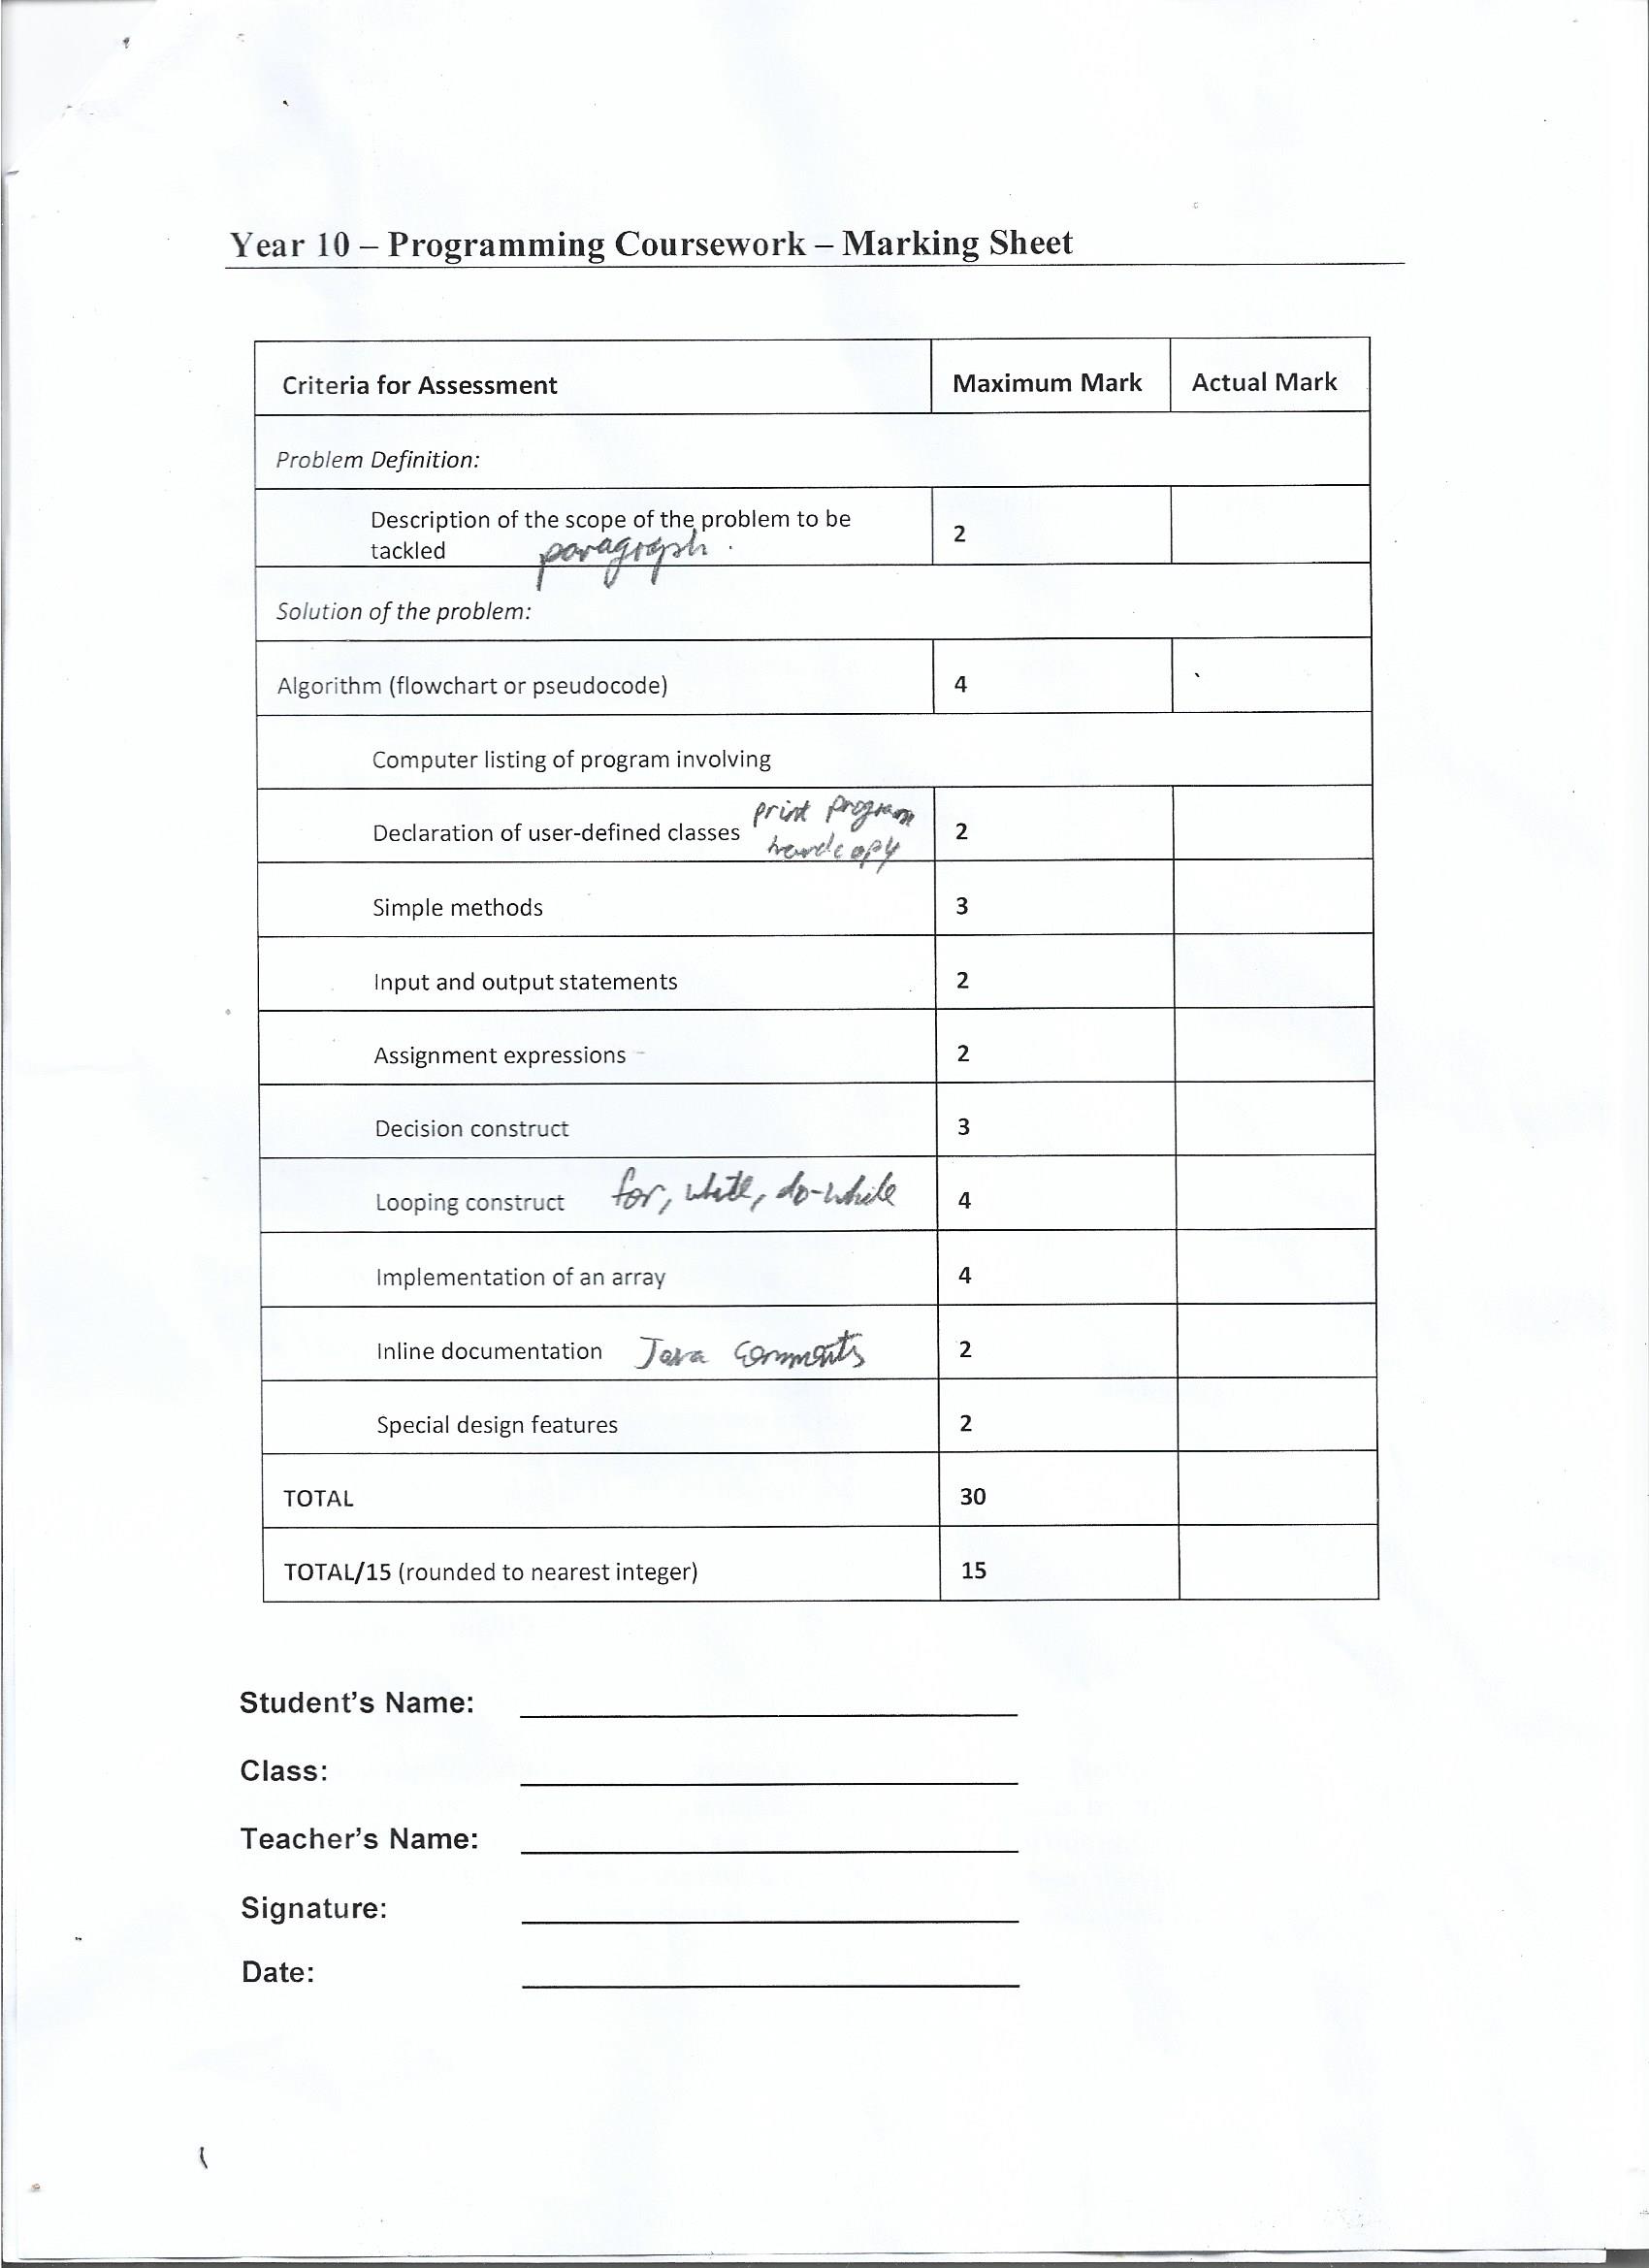 Year 10 – Programming Coursework – Marking Sheet
Criteria for Assessment Maximum Mark Actual Mark
Problem Definition:
Description of the scope of the problem to be
tackled paragraph. 2
Solution of the problem:
Algorithm (flowchart or pseudocode) 4
Computer listing of program involving
print program
Declaration of user-defined classes 2
hardcopy
Simple methods 3
Input and output statements 2
Assignment expressions 2
Decision construct 3
Looping construct for, while, do-while 4
Implementation of an array 4
Inline documentation Java Comments 2
Special design features 2
TOTAL 30
TOTAL/15 (rounded to nearest integer) 15
Student's Name:
Class:
Teacher's Name:
Signature:
Date: